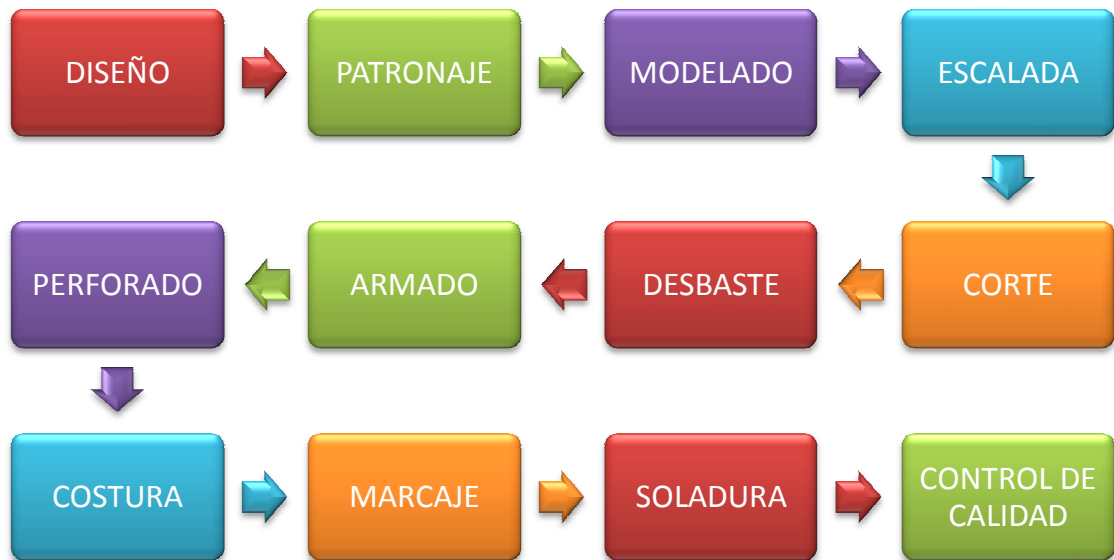 DISEÑO
PATRONAJE
MODELADO
ESCALADA
CORTE
DESBASTE
ARMADO
PERFORADO
COSTURA
MARCAJE
SOLADURA
CONTROL DE
CALIDAD